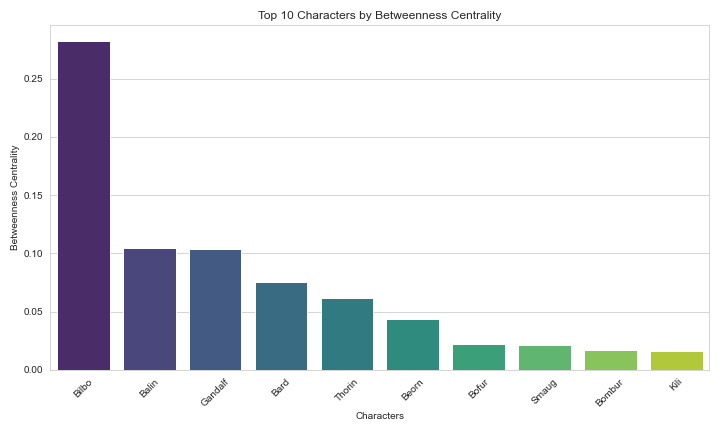 Top 10 Characters by Betweenness Centrality
Betweenness Centrality
0.25
0.20
0.15
0.10
0.05
0.00
Bilbo
Balin
Gandalf
Bard
Thorin
Beorn
Bofur
Smaug
Bombur
Kili
Characters